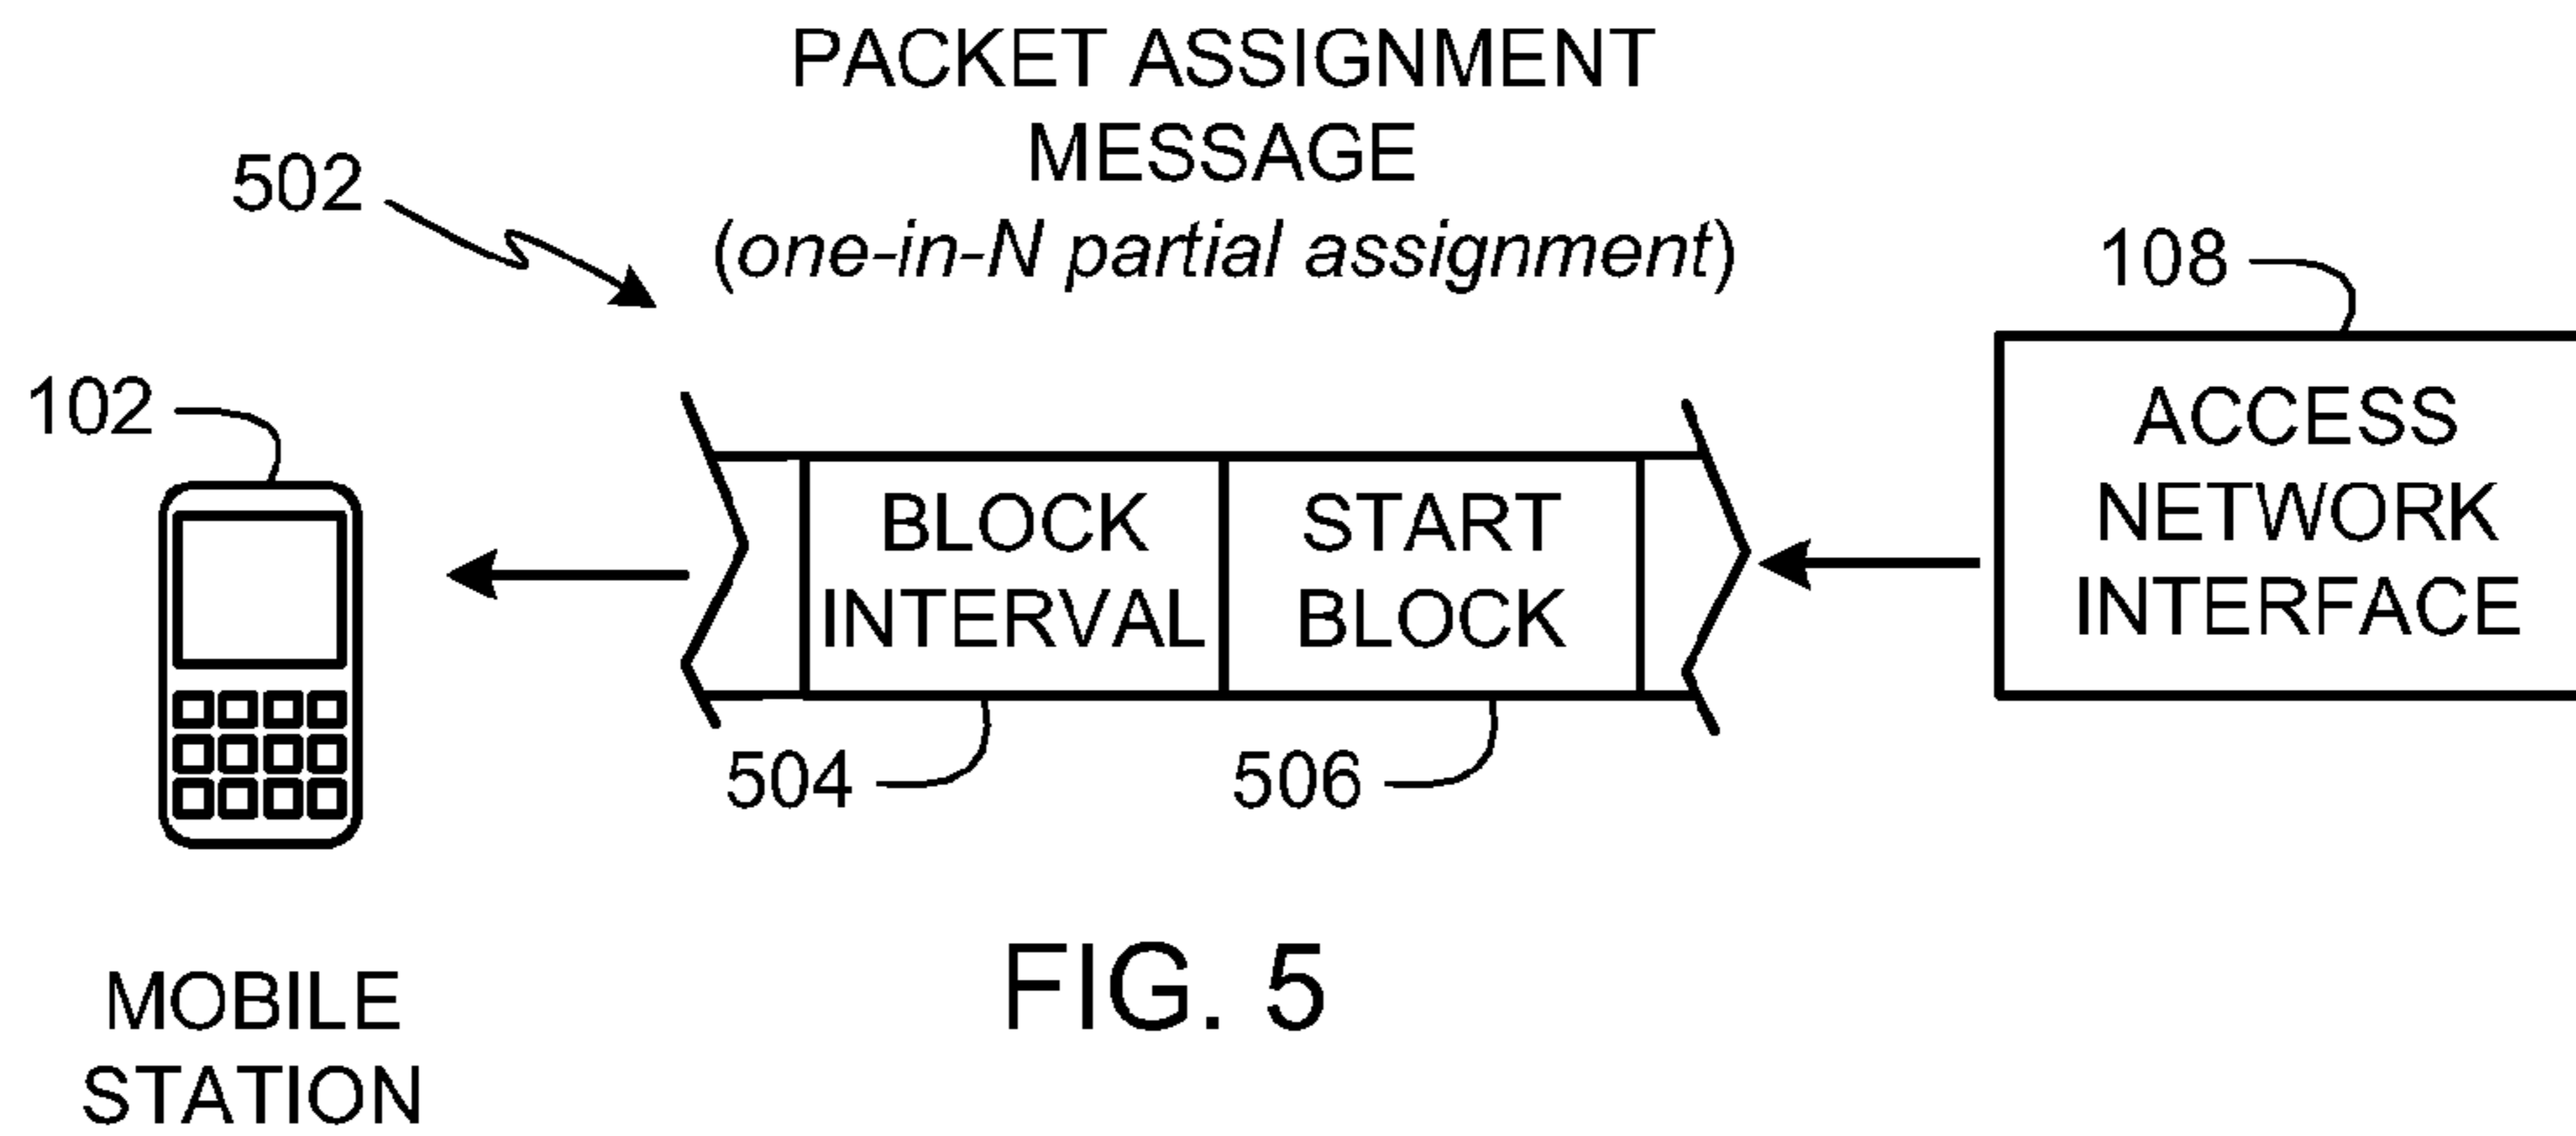 PACKET ASSIGNMENT
MESSAGE
(one-in-N partial assignment)
502
108
102
ACCESS
NETWORK
INTERFACE
BLOCK
INTERVAL
START
BLOCK
504
506
MOBILE
STATION
FIG. 5